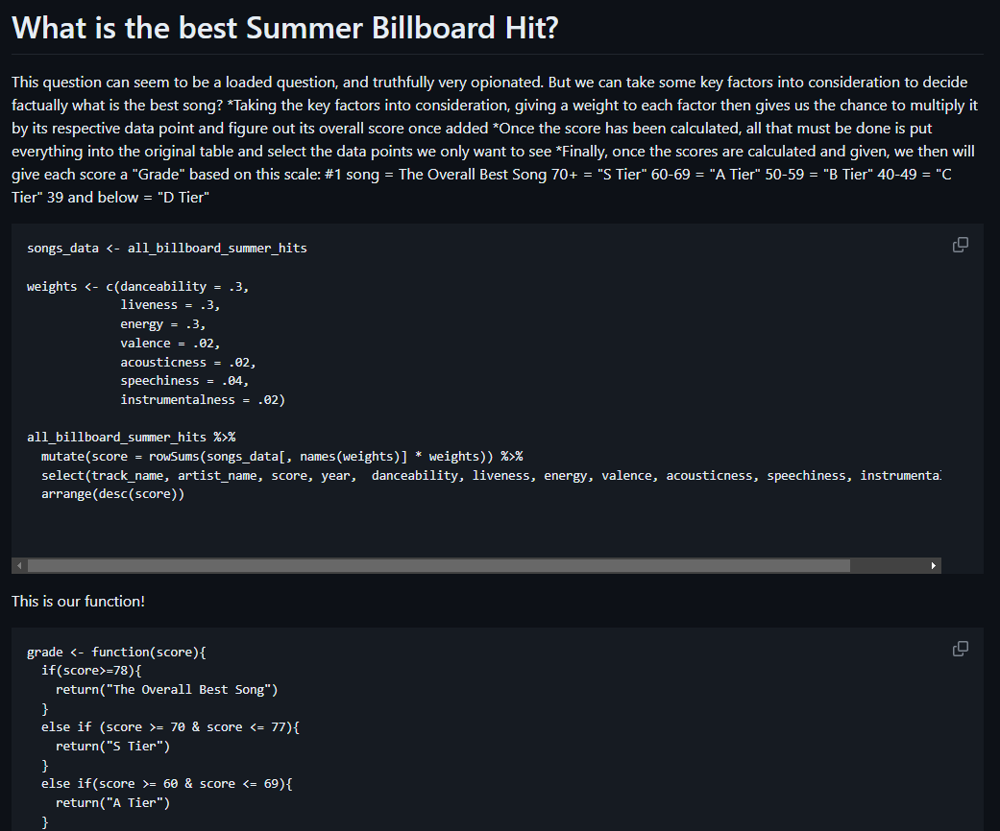 What is the best Summer Billboard Hit?
This question can seem to be a loaded question, and truthfully very opionated. But we can take some key factors into consideration to decide
factually what is the best song? *Taking the key factors into consideration, giving a weight to each factor then gives us the chance to multiply it
by its respective data point and figure out its overall score once added *Once the score has been calculated, all that must be done is put
everything into the original table and select the data points we only want to see *Finally, once the scores are calculated and given, we then will
give each score a "Grade" based on this scale: #1 song = The Overall Best Song 70+ = "S Tier" 60-69 = "A Tier" 50-59 = "B Tier" 40-49 = "C
Tier" 39 and below = "D Tier"
songs_data <- all_billboard_summer_hits
weights <- c(danceability = .3,
liveness = .3,
energy = .3,
valence = .02,
acousticness = .02,
speechiness = .04,
instrumentalness = .02)
all_billboard_summer_hits %>%
mutate(score = rowSums(songs_data[, names(weights)] * weights)) %>%
select(track_name, artist_name, score, year,  danceability, liveness, energy, valence, acousticness, speechiness, instrumental
arrange(desc(score))
This is our function!
grade <- function(score){
if(score>=78){
return("The Overall Best Song")
}
else if (score >= 70 & score <= 77){
return("S Tier")
}
else if(score >= 60 & score <= 69){
return("A Tier")
}